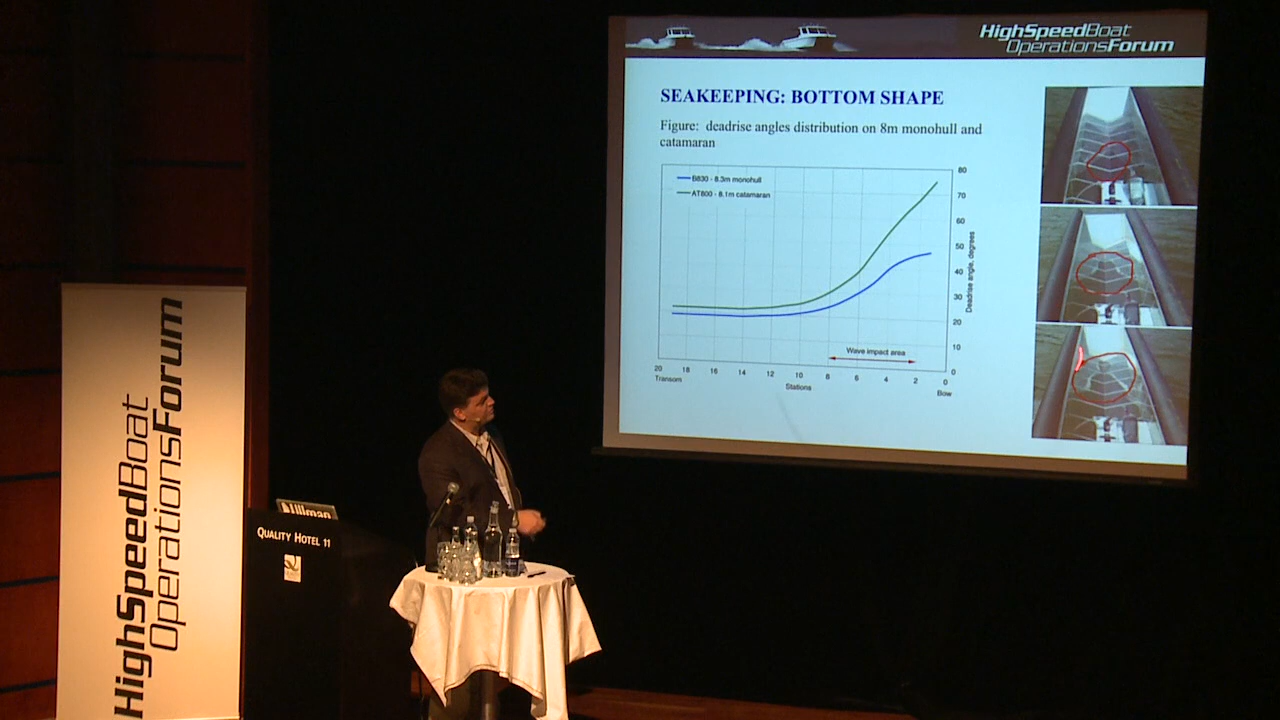 HighSpeedBoat
OperationsForum
SEAKEEPING: BOTTOM SHAPE
Figure: deadrise angles distribution on 8m monohull and
catamaran
B830 - 8.3m monohull
AT800 - 8.1m catamaran
80
70
60
50
40
30
20
10
0
Deadrise angle, degrees
Wave impact area
20 18 16 14 12 10 8 6 4 2 0
Transom
Stations
Bow
HighSpeedBoat
OperationsForum
Ullman
QUALITY HOTEL 11